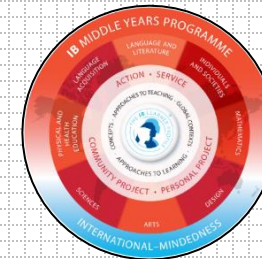 IB MIDDLE YEARS PROGRAMME
LANGUAGE AND
LITERATURE
LANGUAGE
ACQUISITION
INDIVIDUALS
AND SOCIETIES
PHYSICAL AND
HEALTH
EDUCATION
MATHEMATICS
SCIENCES
DESIGN
ARTS
ACTION • SERVICE
COMMUNITY PROJECT • PERSONAL PROJECT
APPROACHES TO TEACHING
GLOBAL CONTEXTS
CONCEPTS
APPROACHES TO LEARNING
INTERNATIONAL-MINDEDNESS